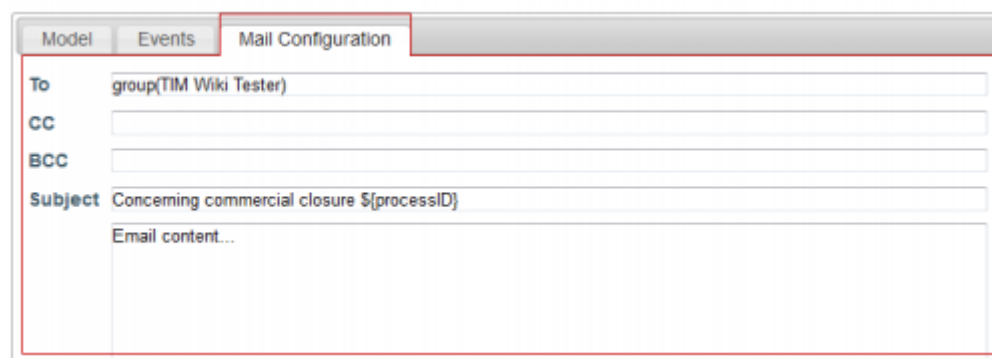 Model Events Mail Configuration
To group(TIM Wiki Tester)
CC
BCC
Subject Concerning commercial closure ${processID}
Email content...